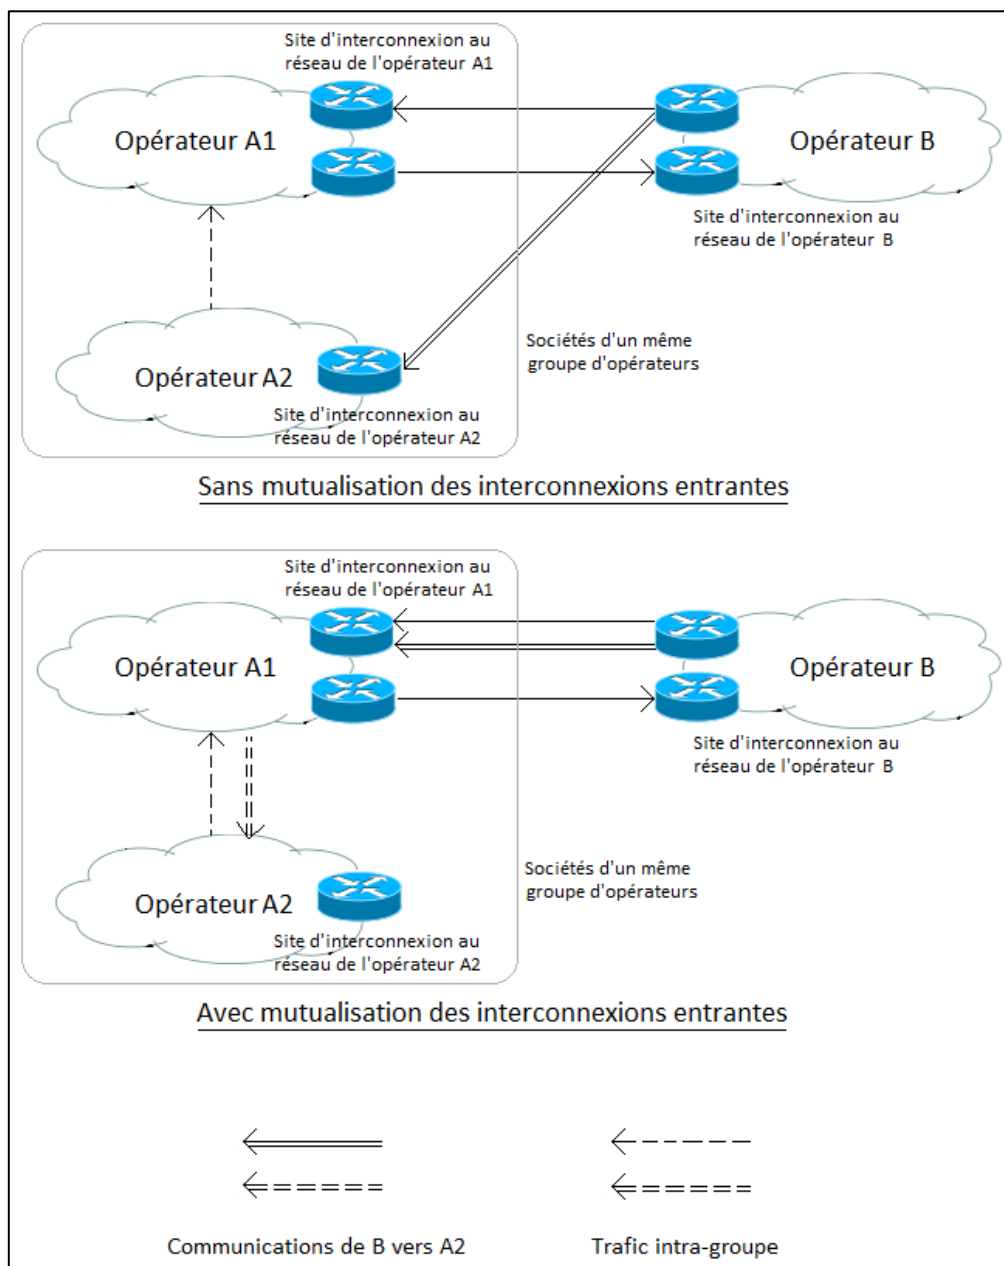 Site d'interconnexion au
réseau de l'opérateur A1
Opérateur A1
Opérateur B
Site d'interconnexion au
réseau de l'opérateur B
Sociétés d'un même
groupe d'opérateurs
Opérateur A2
Site d'interconnexion au
réseau de l'opérateur A2
Sans mutualisation des interconnexions entrantes
Site d'interconnexion au
réseau de l'opérateur A1
Opérateur A1
Opérateur B
Site d'interconnexion au
réseau de l'opérateur B
Sociétés d'un même
groupe d'opérateurs
Opérateur A2
Site d'interconnexion au
réseau de l'opérateur A2
Avec mutualisation des interconnexions entrantes
Communications de B vers A2
Trafic intra-groupe